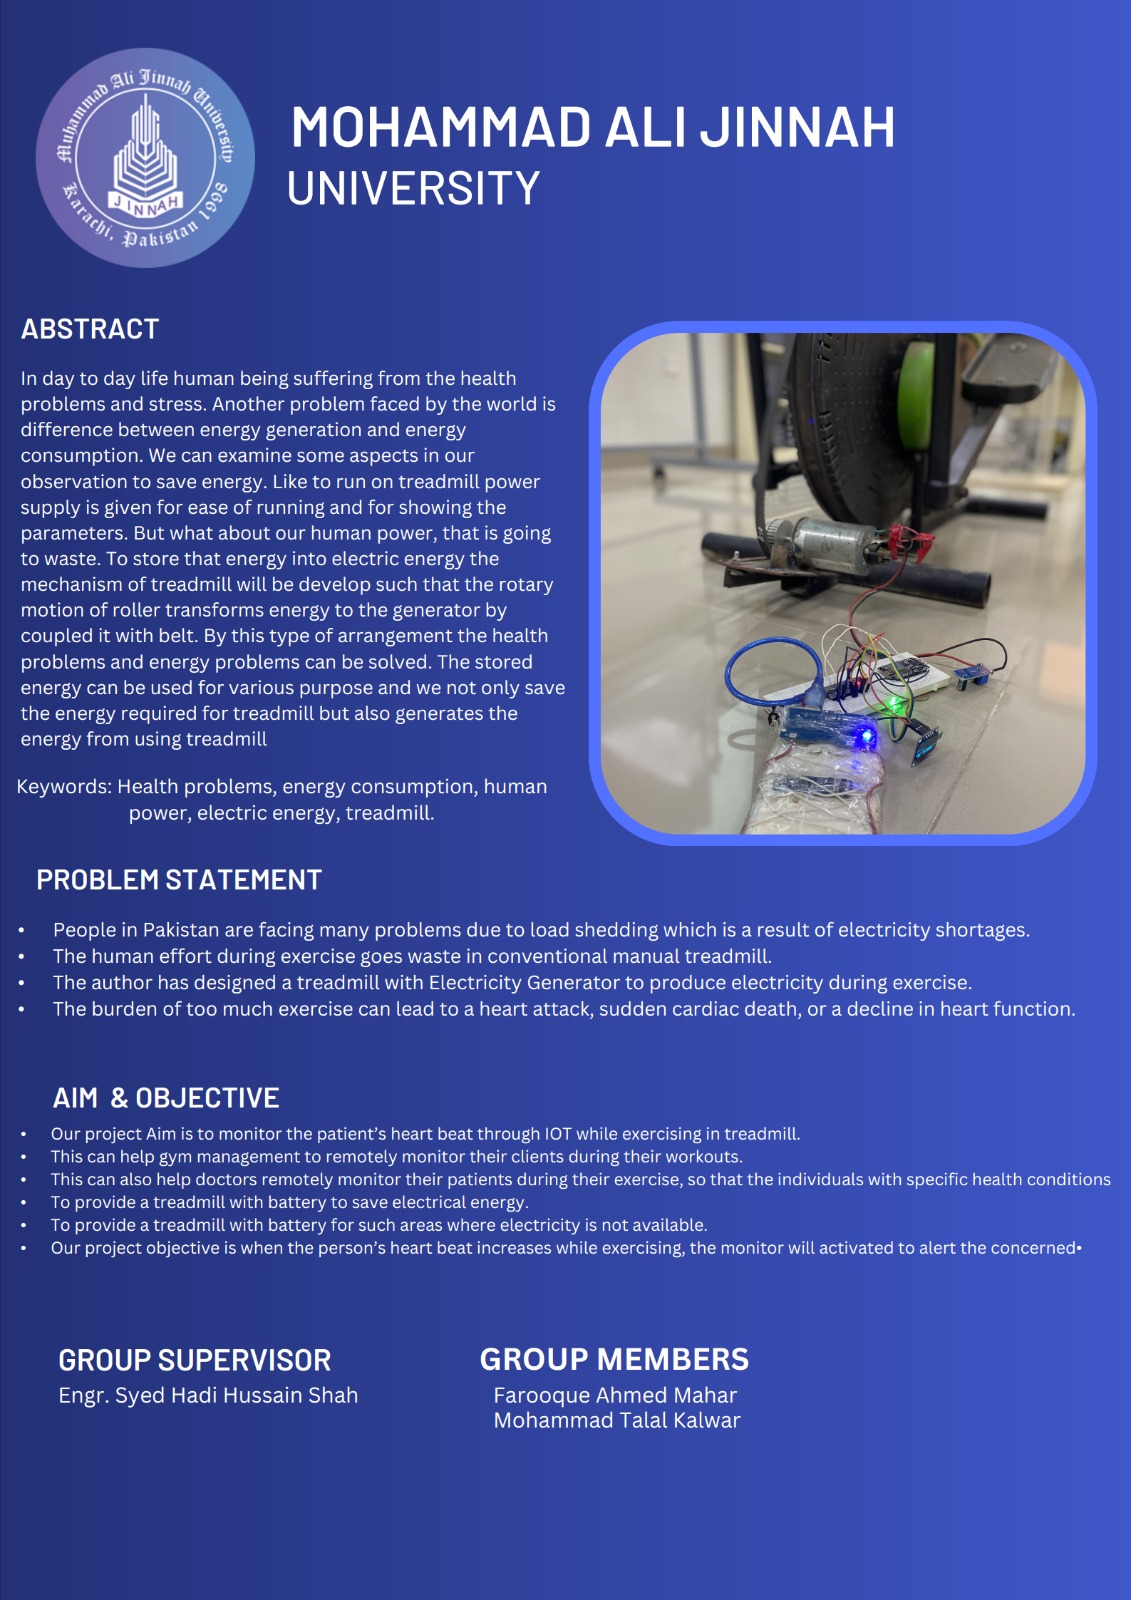 Muhammad Ali Jinnah University
JINNAH
Karachi, Pakistan 1998
MOHAMMAD ALI JINNAH
UNIVERSITY
ABSTRACT
In day to day life human being suffering from the health
problems and stress. Another problem faced by the world is
difference between energy generation and energy
consumption. We can examine some aspects in our
observation to save energy. Like to run on treadmill power
supply is given for ease of running and for showing the
parameters. But what about our human power, that is going
to waste. To store that energy into electric energy the
mechanism of treadmill will be develop such that the rotary
motion of roller transforms energy to the generator by
coupled it with belt. By this type of arrangement the health
problems and energy problems can be solved. The stored
energy can be used for various purpose and we not only save
the energy required for treadmill but also generates the
energy from using treadmill
Keywords: Health problems, energy consumption, human
power, electric energy, treadmill.
PROBLEM STATEMENT
• People in Pakistan are facing many problems due to load shedding which is a result of electricity shortages.
• The human effort during exercise goes waste in conventional manual treadmill.
• The author has designed a treadmill with Electricity Generator to produce electricity during exercise.
• The burden of too much exercise can lead to a heart attack, sudden cardiac death, or a decline in heart function.
AIM & OBJECTIVE
• Our project Aim is to monitor the patient’s heart beat through IOT while exercising in treadmill.
• This can help gym management to remotely monitor their clients during their workouts.
• This can also help doctors remotely monitor their patients during their exercise, so that the individuals with specific health conditions
• To provide a treadmill with battery to save electrical energy.
• To provide a treadmill with battery for such areas where electricity is not available.
• Our project objective is when the person’s heart beat increases while exercising, the monitor will activated to alert the concerned•
GROUP SUPERVISOR
Engr. Syed Hadi Hussain Shah
GROUP MEMBERS
Farooque Ahmed Mahar
Mohammad Talal Kalwar